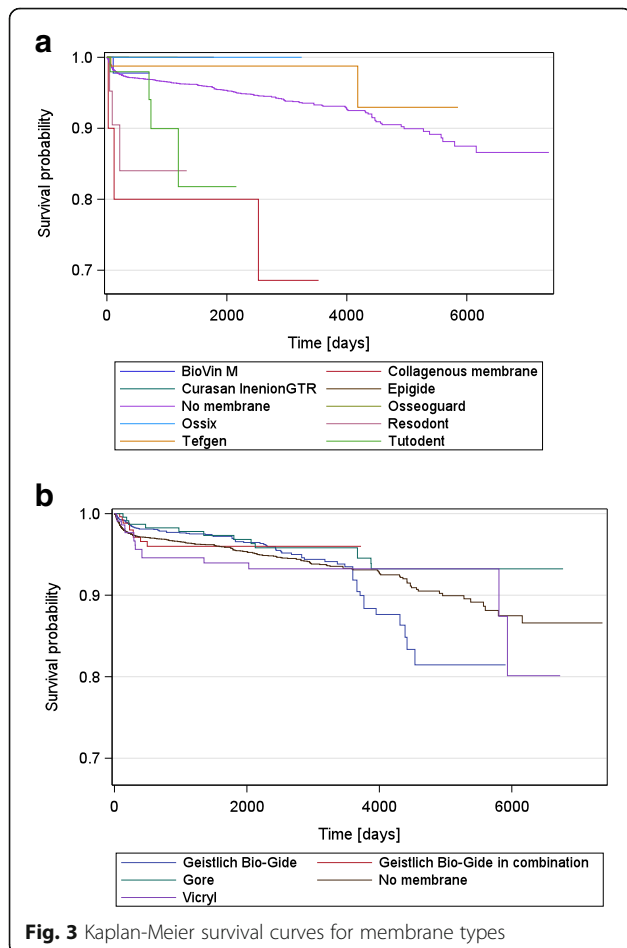 a
1.0
0.9
0.8
0.7
Survival probability
0 2000 4000 6000
Time [days]
BioVin M Collagenous membrane
Curasan InenionGTR Epigide
No membrane Osseoguard
Ossix Resodont
Tefgen Tutodent
b
1.0
0.9
0.8
0.7
Survival probability
0 2000 4000 6000
Time [days]
Geistlich Bio-Gide Geistlich Bio-Gide in combination
Gore No membrane
Vicryl
Fig. 3 Kaplan-Meier survival curves for membrane types